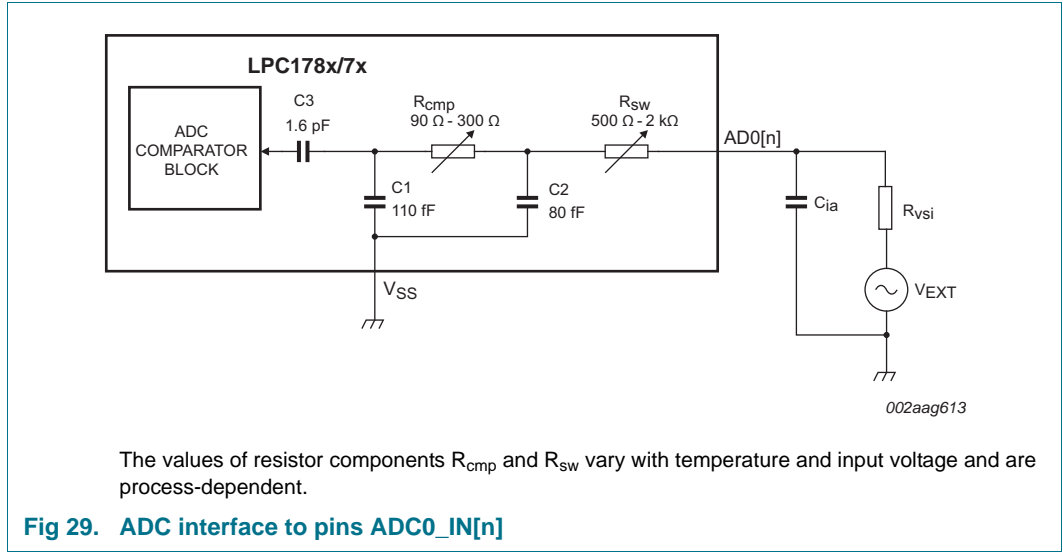 LPC178x/7x
ADC
COMPARATOR
BLOCK
C3
1.6 pF
Rcmp
90 Ω - 300 Ω
Rsw
500 Ω - 2 kΩ
AD0[n]
C1
110 fF
C2
80 fF
Cia
Rvsi
VSS
VEXT
002aag613
The values of resistor components Rcmp and Rsw vary with temperature and input voltage and are
process-dependent.
Fig 29. ADC interface to pins ADC0_IN[n]